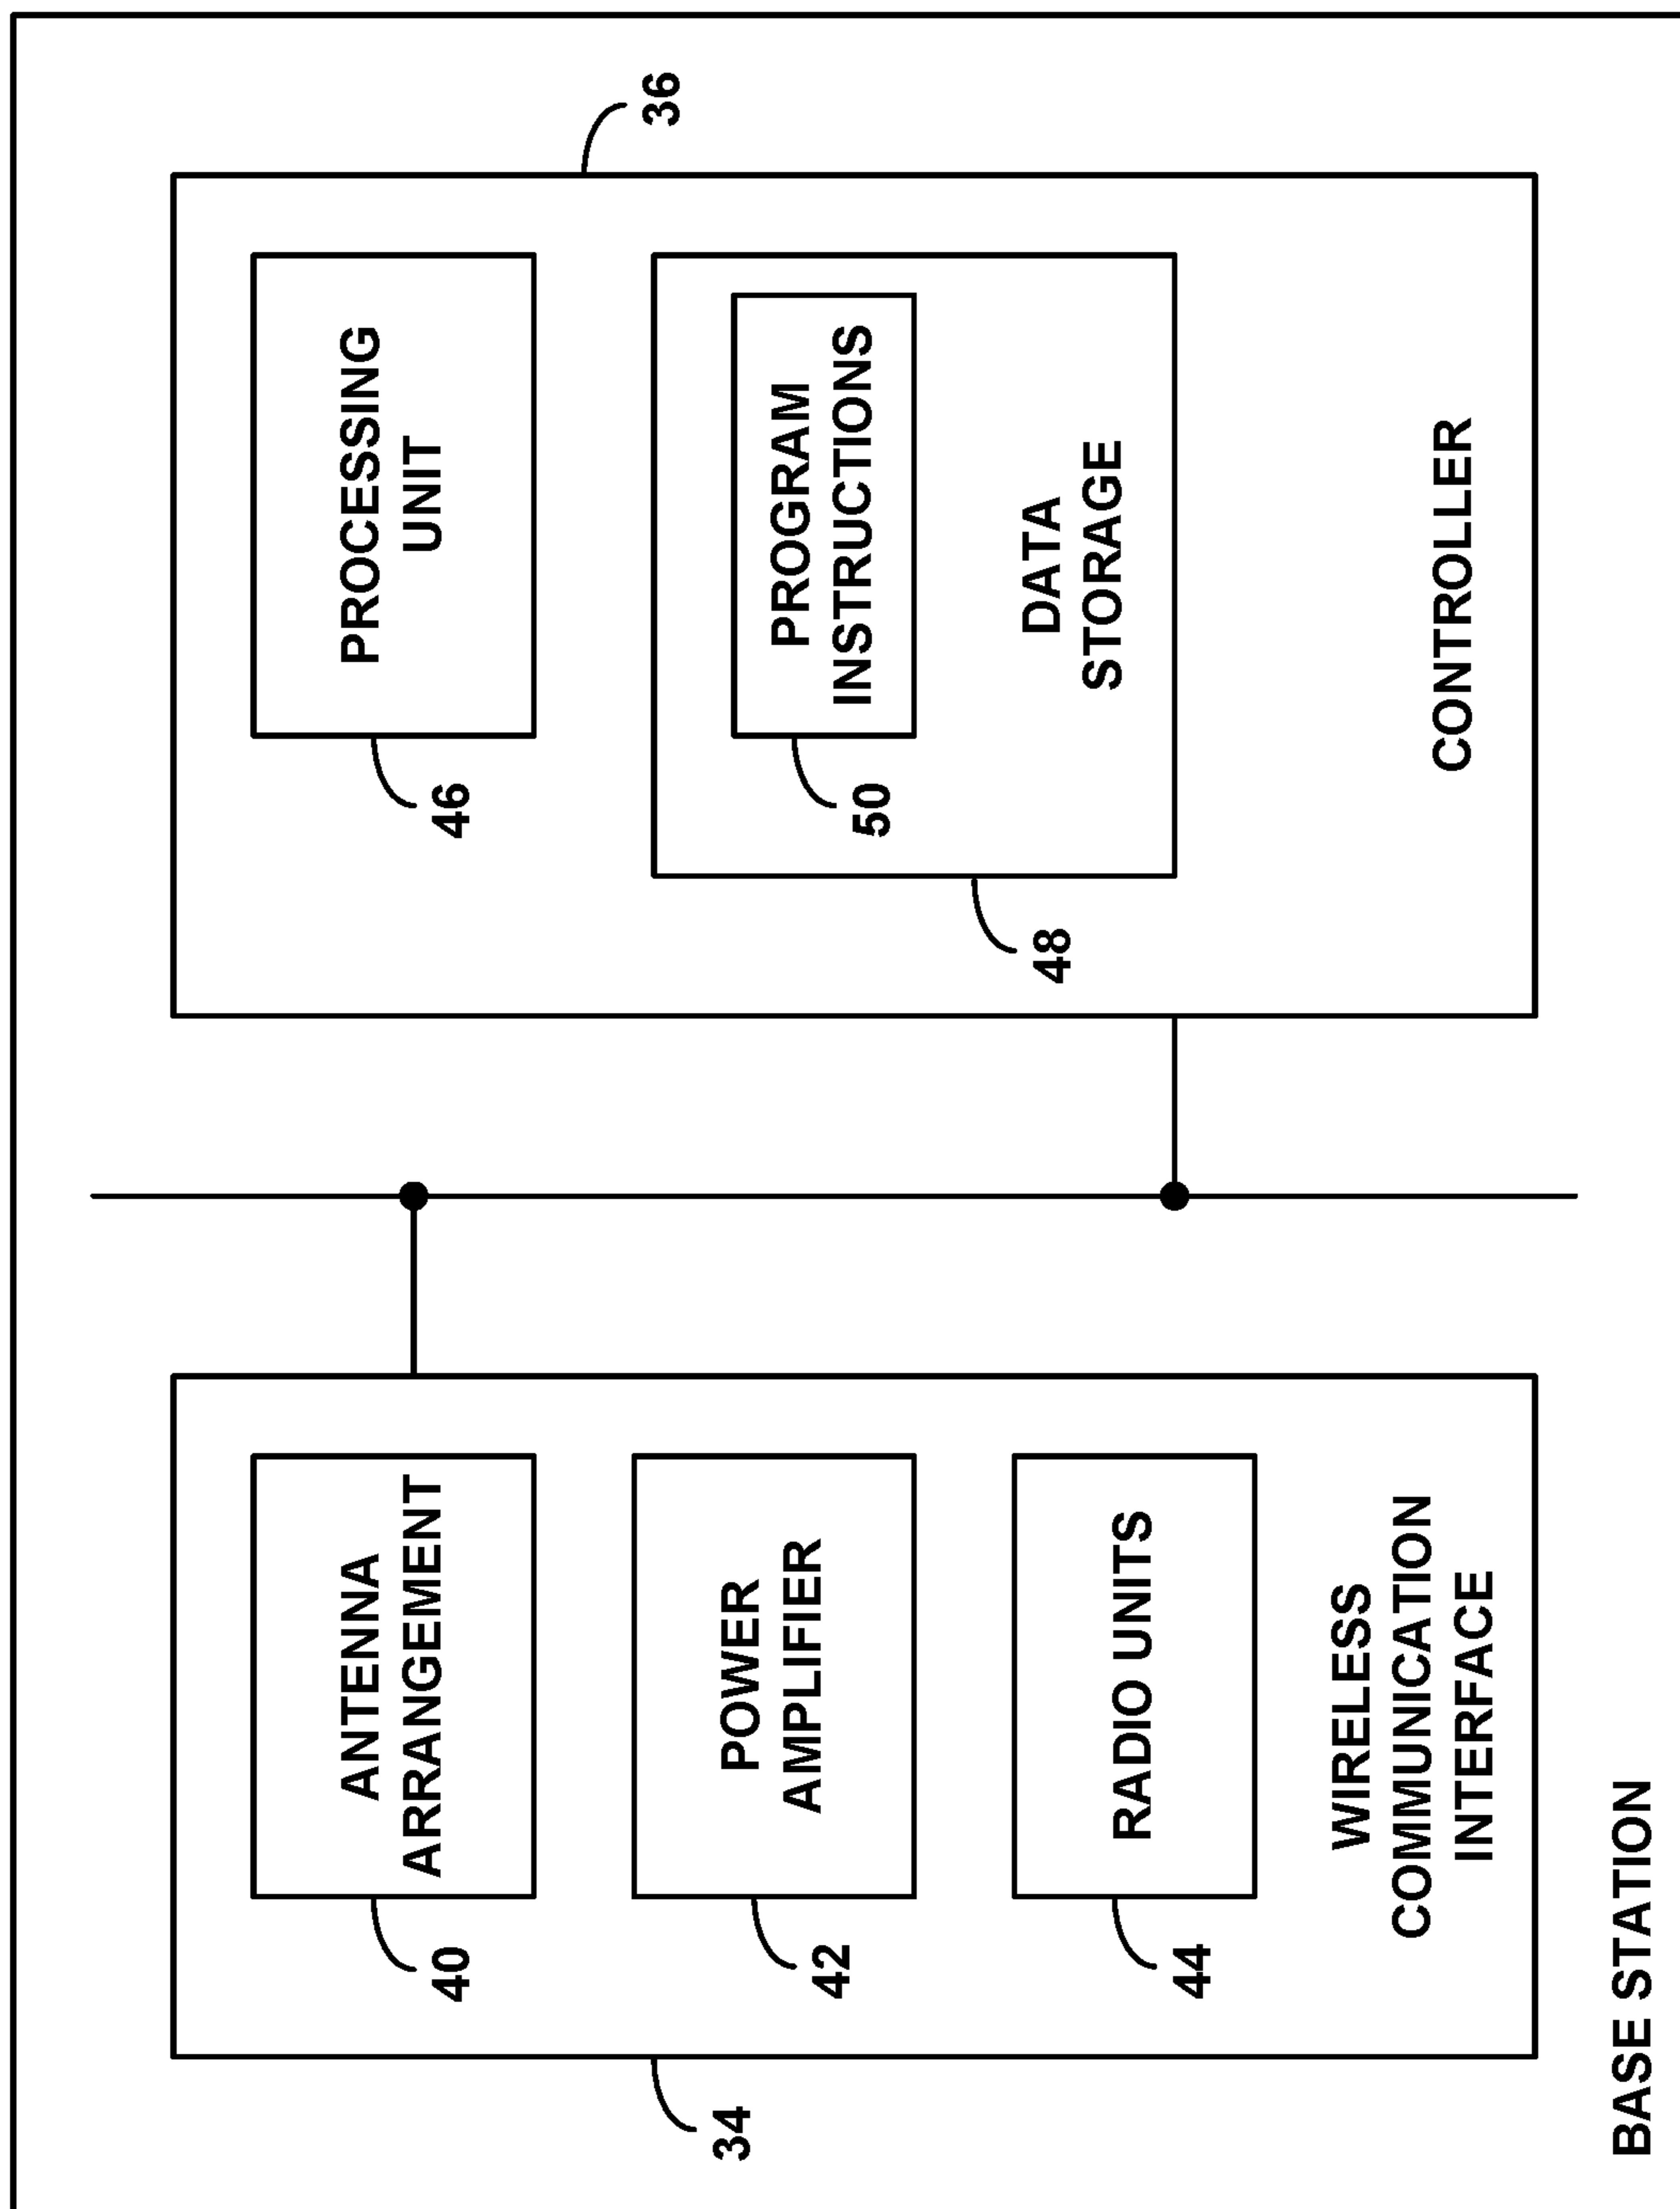 34
40
ANTENNA
ARRANGEMENT
42
POWER
AMPLIFIER
44
RADIO UNITS
WIRELESS
COMMUNICATION
INTERFACE
36
46
PROCESSING
UNIT
50
PROGRAM
INSTRUCTIONS
48
DATA
STORAGE
CONTROLLER
BASE STATION